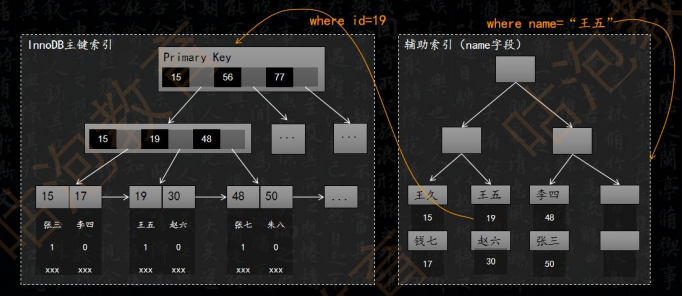 where id=19
where name=“王五”
InnoDB主键索引
Primary Key
15 56 77
15 19 48
... ...
15 17 19 30 48 50 ...
张三 李四 王五 赵六 张七 朱八
1 0 1 0 1 0
xxx xxx xxx xxx xxx xxx
辅助索引（name字段）
王久 王五 李四
15 19 48
钱七 赵六 张三
17 30 50